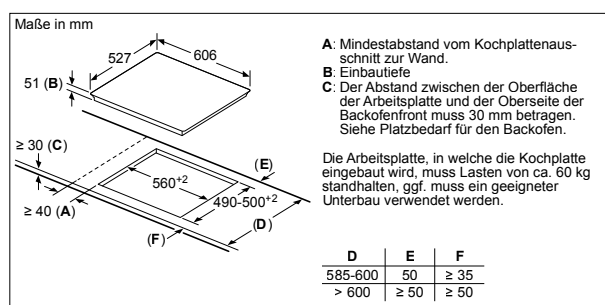 Maße in mm
527
606
51 (B)
≥ 30 (C)
(E)
560+2
490-500+2
≥ 40 (A)
(D)
(F)
A: Mindestabstand vom Kochplattenaus-
schnitt zur Wand.
B: Einbautiefe
C: Der Abstand zwischen der Oberfläche
der Arbeitsplatte und der Oberseite der
Backofenfront muss 30 mm betragen.
Siehe Platzbedarf für den Backofen.
Die Arbeitsplatte, in welche die Kochplatte
eingebaut wird, muss Lasten von ca. 60 kg
standhalten, ggf. muss ein geeigneter
Unterbau verwendet werden.
D E F
585-600 50 ≥ 35
> 600 ≥ 50 ≥ 50